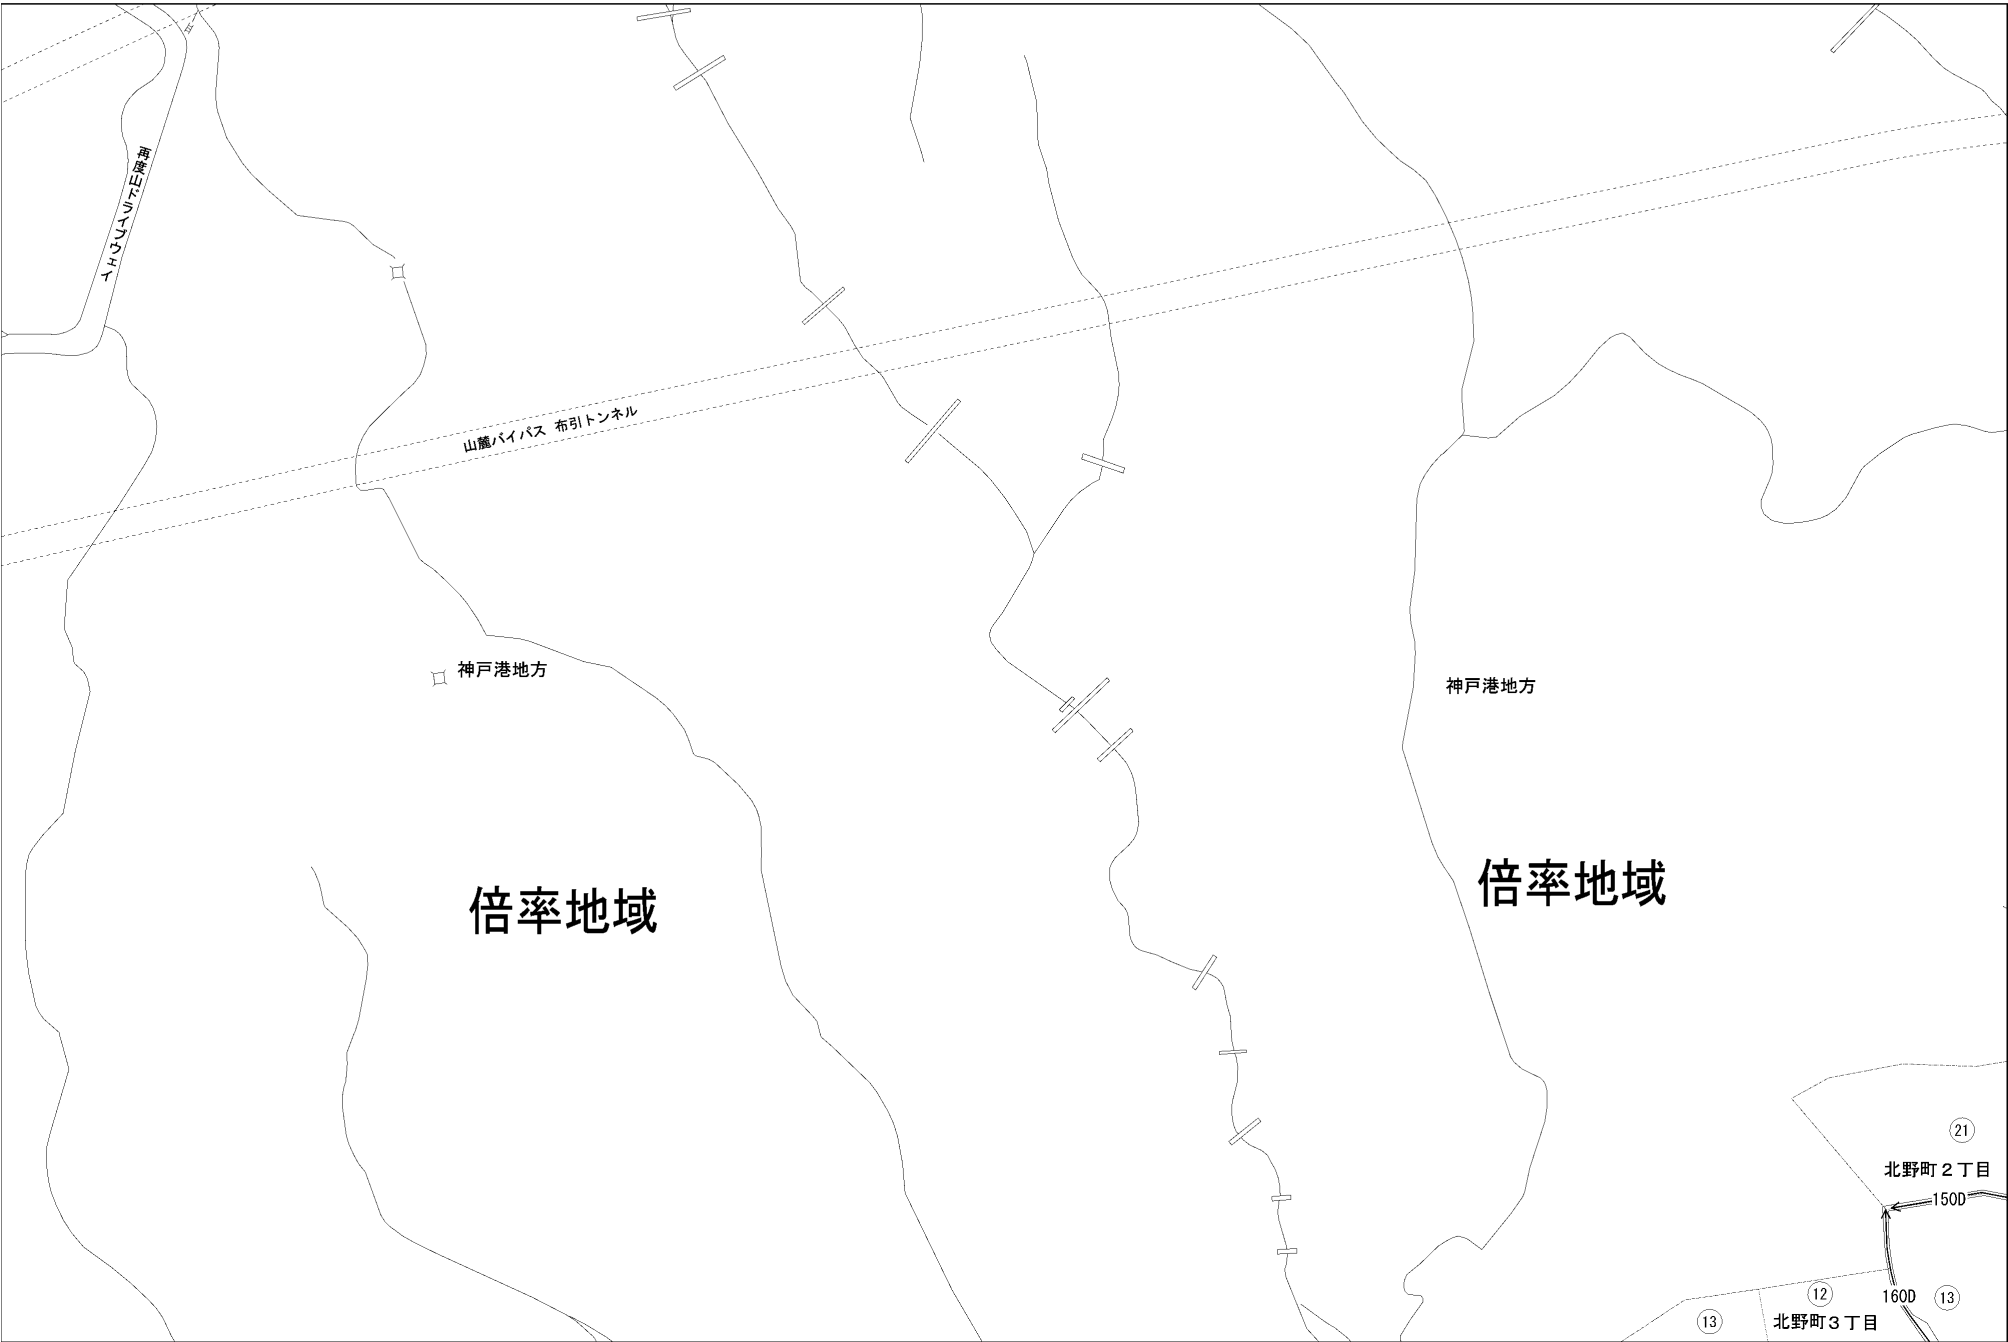 再度山ドライブウェイ
山麓バイパス 布引トンネル
神戸港地方
神戸港地方
倍率地域
倍率地域
21
北野町２丁目
150D
12
160D
13
13
北野町３丁目